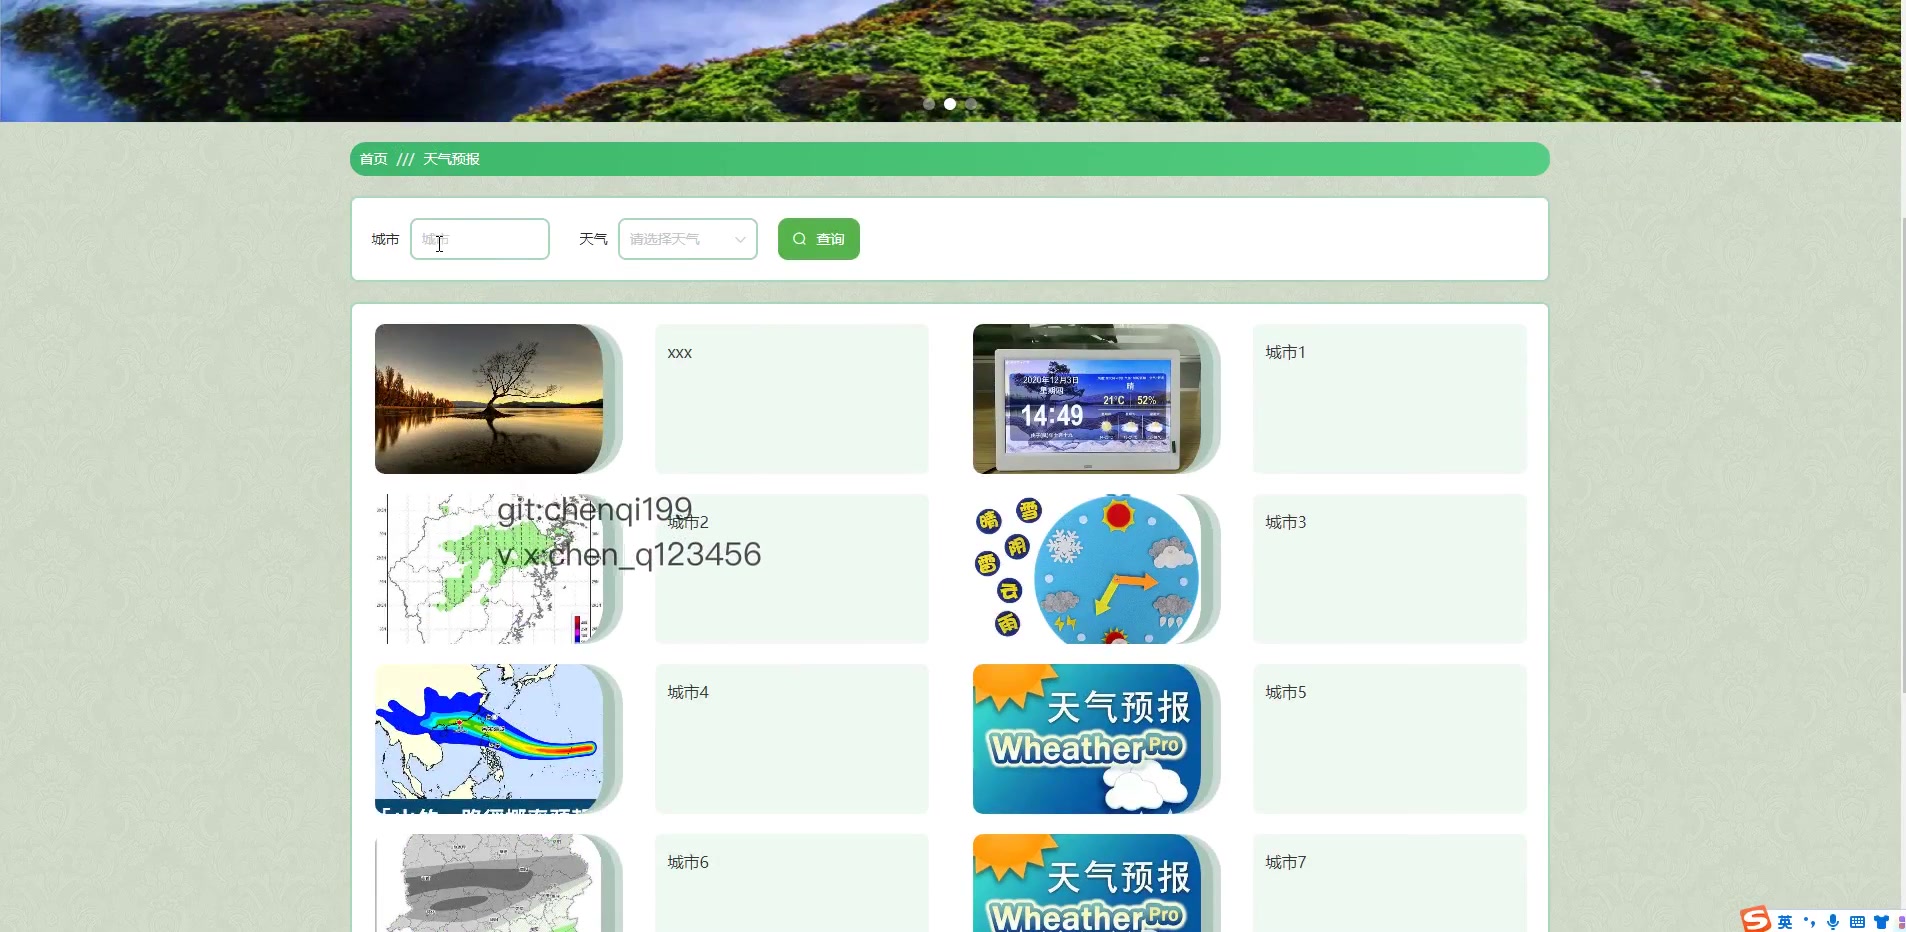 首页 /// 天气预报
城市 城市 天气 请选择天气 查询
xxx
城市1
2020年12月3日
星期四
晴
14:49
21°C 52%
git:chenqi199
城市2
v x:chen_q123456
晴
雪
阴
雷
云
雨
城市3
城市4
天气预报
Wheather Pro
城市5
城市6
天气预报
Wheather Pro
城市7
英